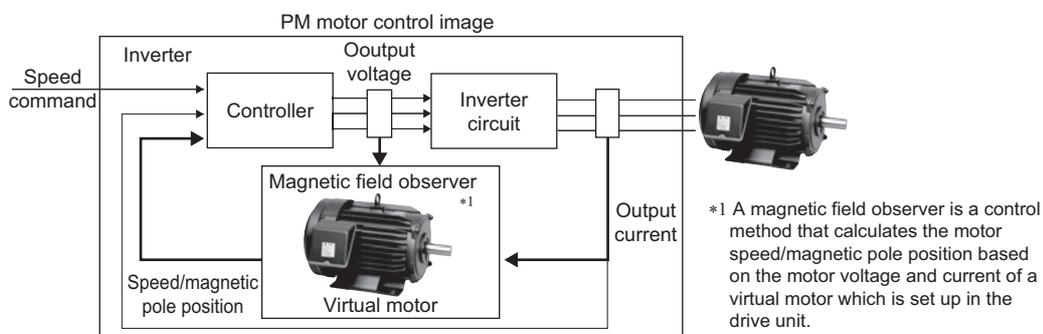 PM motor control image
Inverter
Speed
command
Ooutput
voltage
Controller
Inverter
circuit
Magnetic field observer
*1
Virtual motor
Output
current
Speed/magnetic
pole position
*1 A magnetic field observer is a control
method that calculates the motor
speed/magnetic pole position based
on the motor voltage and current of a
virtual motor which is set up in the
drive unit.